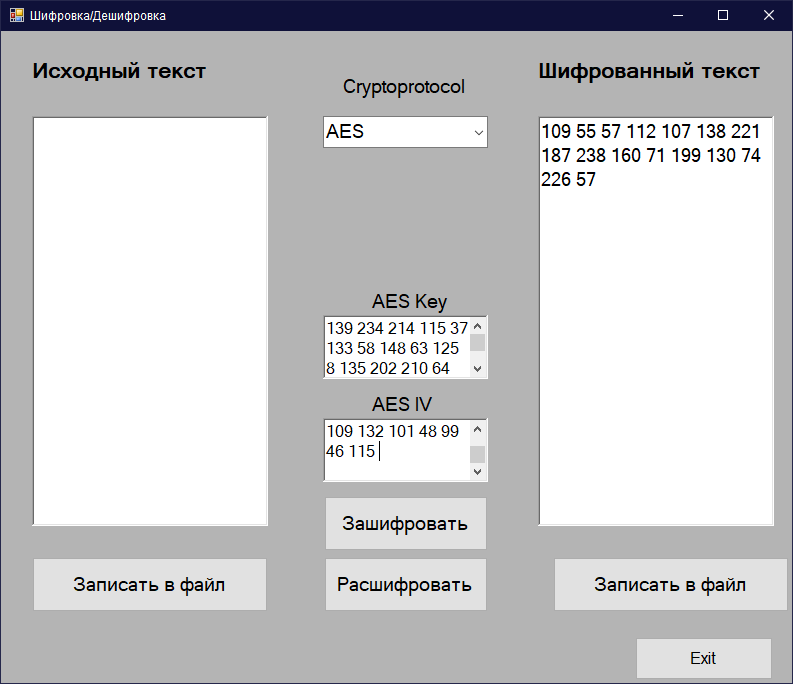 Шифровка/Дешифровка
Исходный текст
Cryptoprotocol
Шифрованный текст
AES
109 55 57 112 107 138 221
187 238 160 71 199 130 74
226 57
AES Key
139 234 214 115 37
133 58 148 63 125
8 135 202 210 64
AES IV
109 132 101 48 99
46 115
Зашифровать
Записать в файл
Расшифровать
Записать в файл
Exit